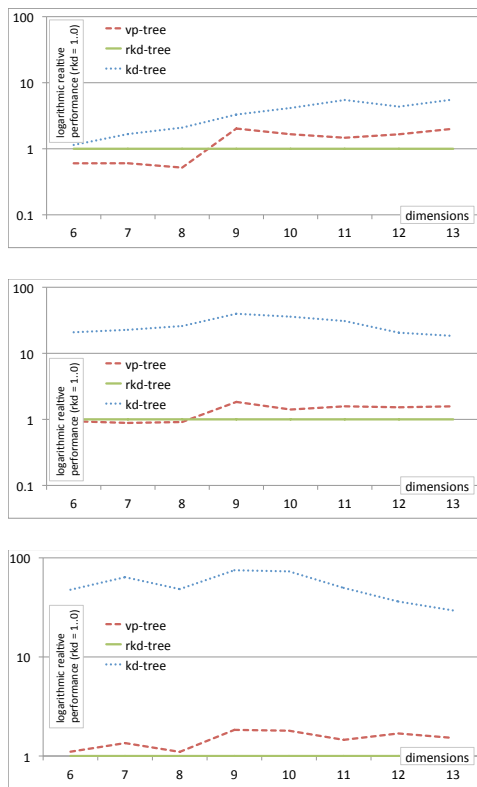 100
10
1
0.1
logarithmic realtive
performance (rkd = 1..0)
vp-tree
rkd-tree
kd-tree
dimensions
6 7 8 9 10 11 12 13
100
10
1
0.1
logarithmic realtive
performance (rkd = 1..0)
vp-tree
rkd-tree
kd-tree
dimensions
6 7 8 9 10 11 12 13
100
10
1
logarithmic realtive
performance (rkd = 1..0)
vp-tree
rkd-tree
kd-tree
dimensions
6 7 8 9 10 11 12 13